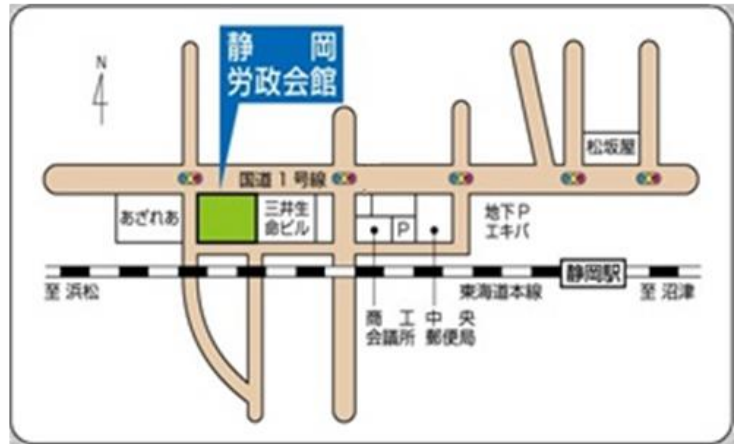 静岡
労政会館
N
松坂屋
国道1号線
あざれあ
三井生
命ビル
P
地下P
エキパ
至 浜松
東海道本線
静岡駅
至 沼津
商工
会議所
中央
郵便局